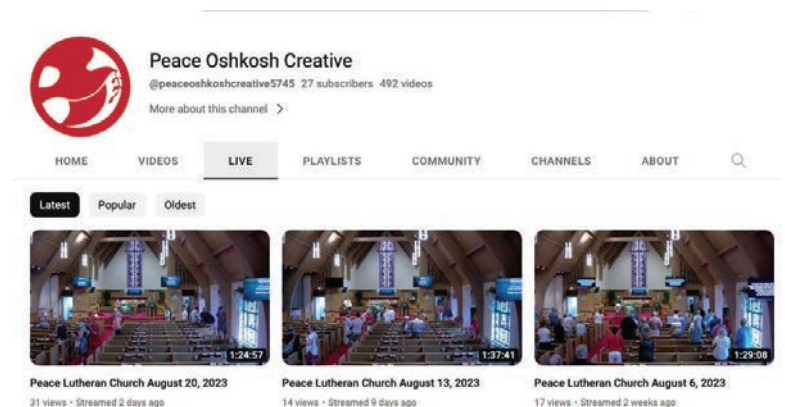 Peace Oshkosh Creative
@peaceoshkoshcreative5745 27 subscribers 492 videos
More about this channel >
HOME VIDEOS LIVE PLAYLISTS COMMUNITY CHANNELS ABOUT
Latest Popular Oldest
1:24:57 1:37:41 1:29:08
Peace Lutheran Church August 20, 2023 Peace Lutheran Church August 13, 2023 Peace Lutheran Church August 6, 2023
31 views • Streamed 2 days ago 14 views • Streamed 9 days ago 17 views • Streamed 2 weeks ago